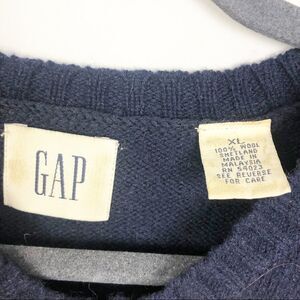 GAP
XL
100% WOOL
SHETLAND
MADE IN
MALAYSIA
RN 54023
SEE REVERSE
FOR CARE